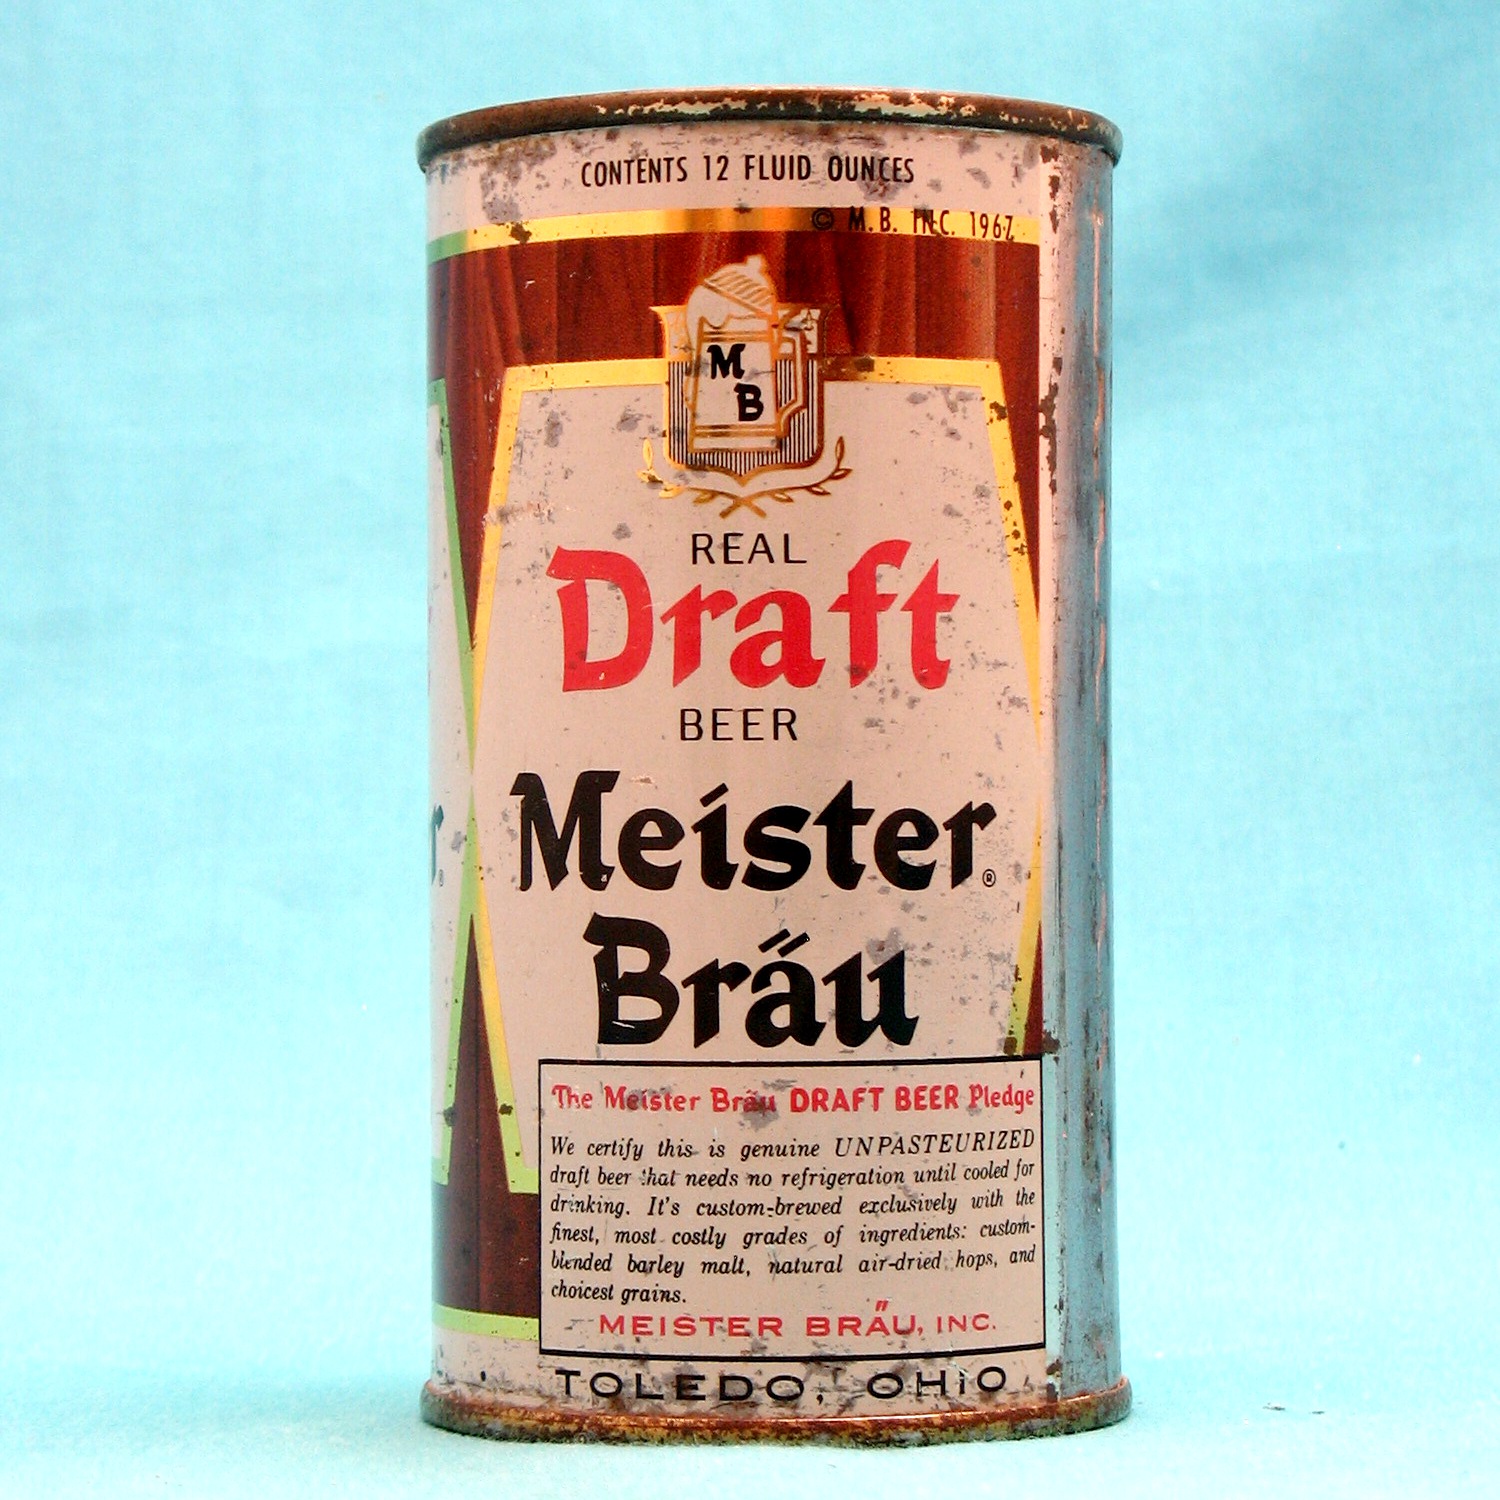 CONTENTS 12 FLUID OUNCES
© M.B. INC. 1967
M
B
REAL
Draft
BEER
Meister®
Bräu
The Meister Bräu DRAFT BEER Pledge
We certify this is genuine UNPASTEURIZED
draft beer that needs no refrigeration until cooled for
drinking. It's custom-brewed exclusively with the
finest, most costly grades of ingredients: custom-
blended barley malt, natural air-dried hops, and
choicest grains.
MEISTER BRÄU, INC.
TOLEDO, OHIO
r®